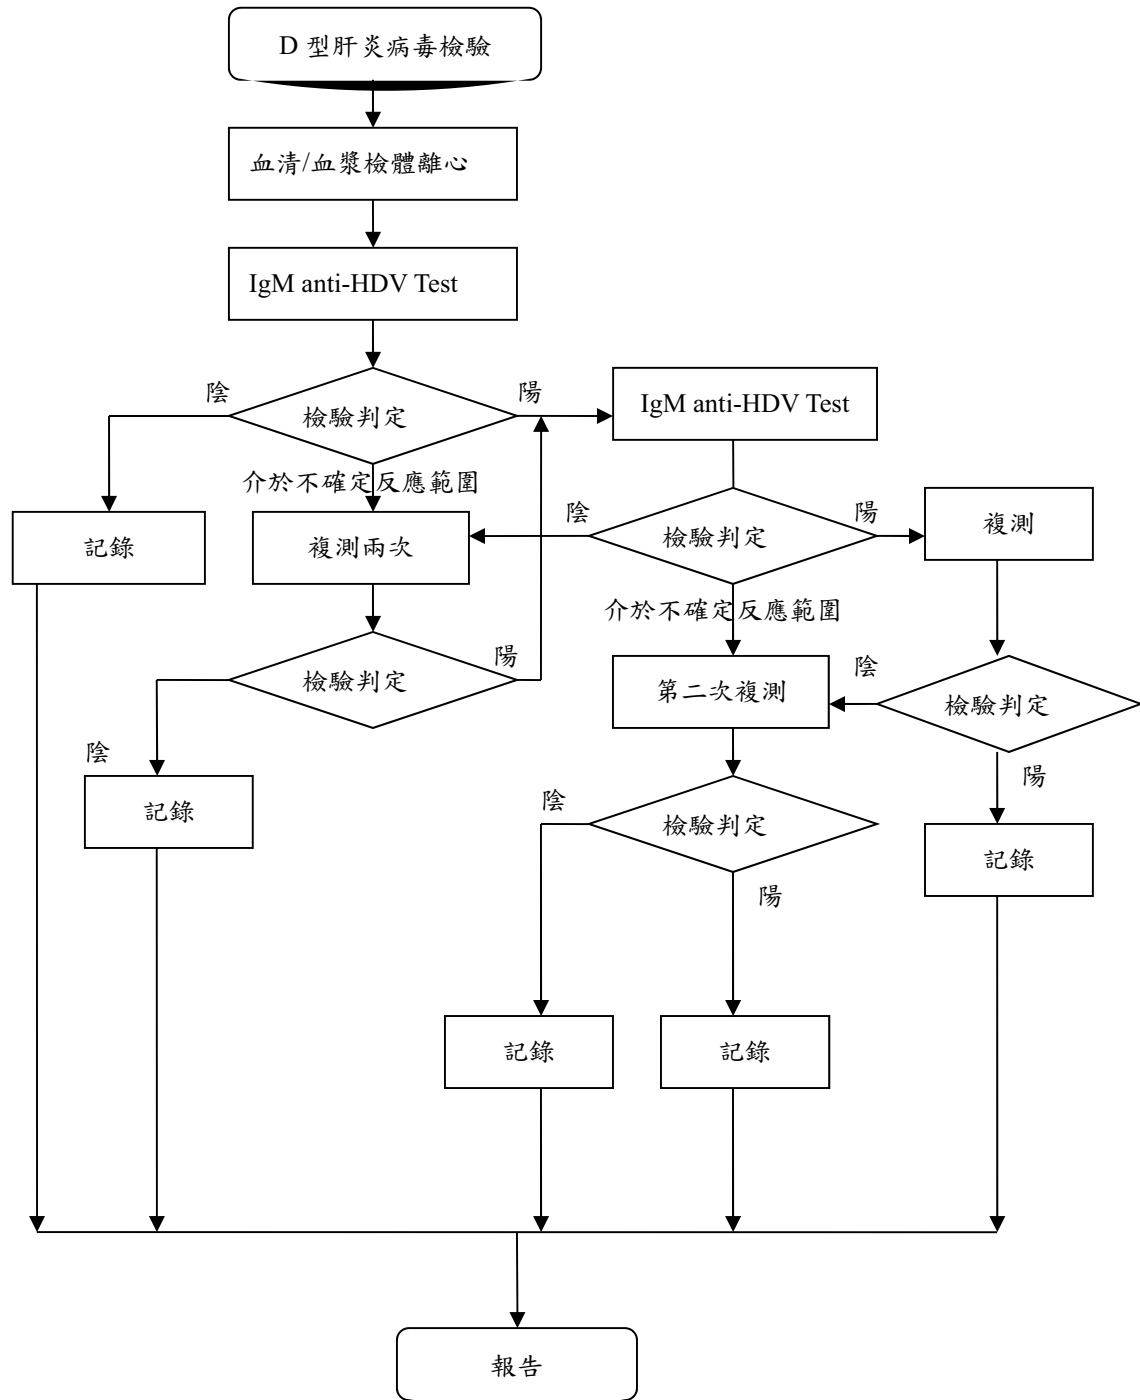 D 型肝炎病毒檢驗
血清/血漿檢體離心
IgM anti-HDV Test
陰
陽
檢驗判定
IgM anti-HDV Test
介於不確定反應範圍
記錄
複測兩次
陰
檢驗判定
陽
複測
介於不確定反應範圍
檢驗判定
陽
陰
第二次複測
陰
檢驗判定
記錄
陰
檢驗判定
陽
陽
記錄
記錄
記錄
報告